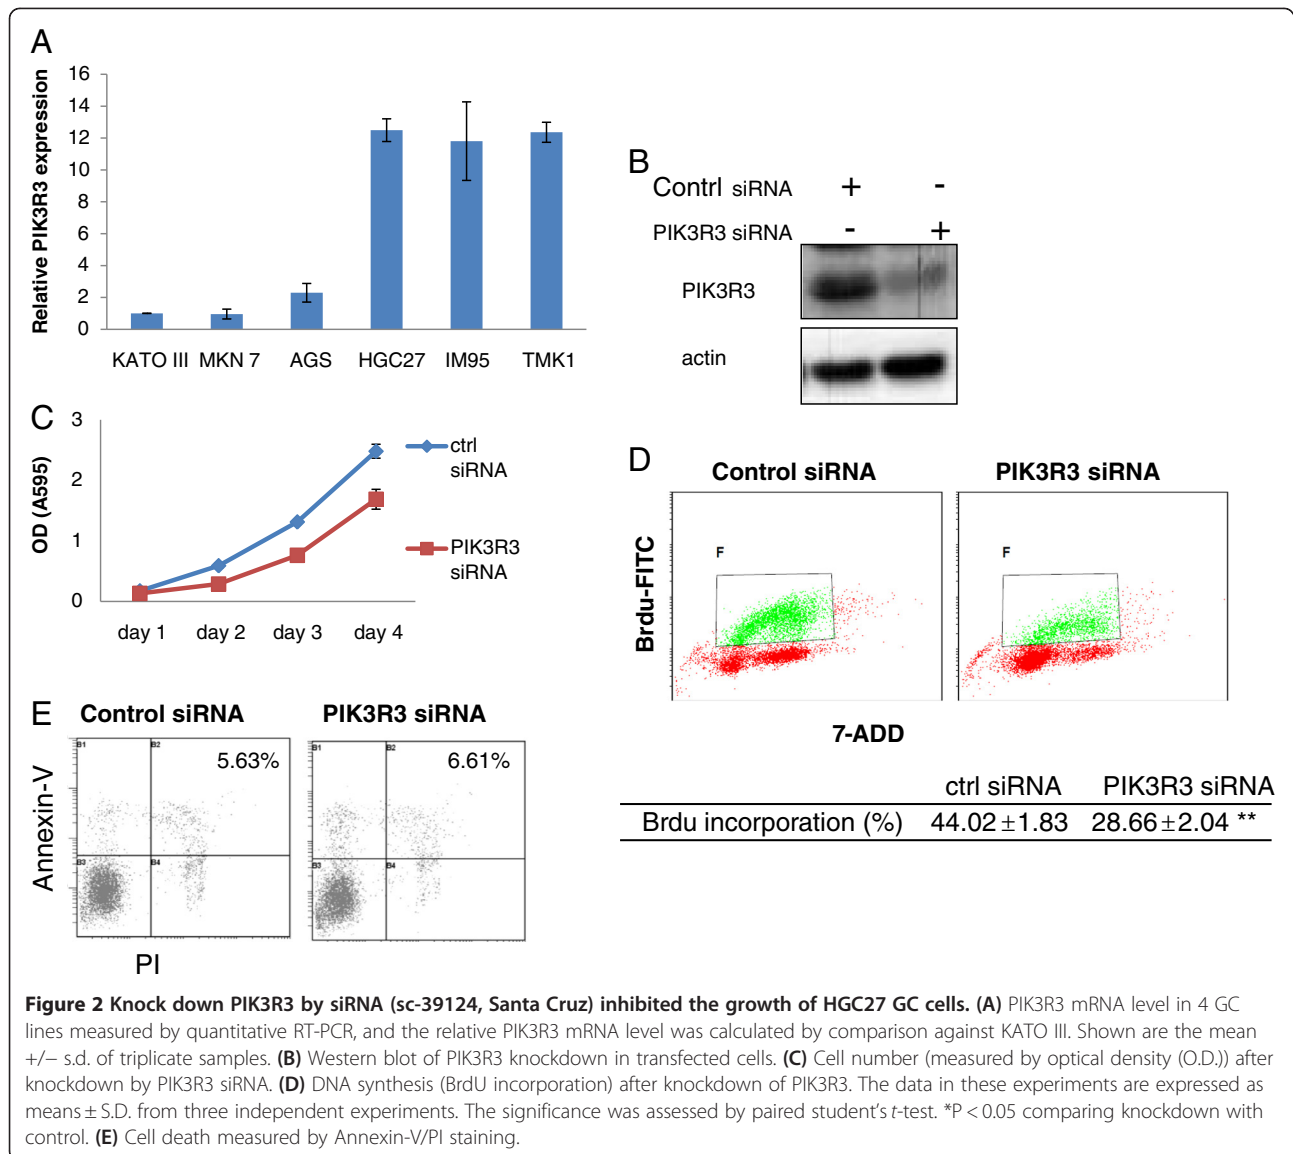 A
Relative PIK3R3 expression
16
14
12
10
8
6
4
2
0
KATO III MKN 7 AGS HGC27 IM95 TMK1
B
Contrl siRNA + -
PIK3R3 siRNA - +
PIK3R3
actin
C
OD (A595)
3
2
1
0
day 1 day 2 day 3 day 4
ctrl
siRNA
PIK3R3
siRNA
D
Control siRNA PIK3R3 siRNA
Brdu-FITC
F F
7-ADD
ctrl siRNA PIK3R3 siRNA
Brdu incorporation (%) 44.02±1.83 28.66±2.04 **
E
Control siRNA PIK3R3 siRNA
Annexin-V
B1 B2 5.63% B1 B2 6.61%
B3 B4 B3 B4
PI
Figure 2 Knock down PIK3R3 by siRNA (sc-39124, Santa Cruz) inhibited the growth of HGC27 GC cells. (A) PIK3R3 mRNA level in 4 GC
lines measured by quantitative RT-PCR, and the relative PIK3R3 mRNA level was calculated by comparison against KATO III. Shown are the mean
+/− s.d. of triplicate samples. (B) Western blot of PIK3R3 knockdown in transfected cells. (C) Cell number (measured by optical density (O.D.)) after
knockdown by PIK3R3 siRNA. (D) DNA synthesis (BrdU incorporation) after knockdown of PIK3R3. The data in these experiments are expressed as
means ± S.D. from three independent experiments. The significance was assessed by paired student's t-test. *P < 0.05 comparing knockdown with
control. (E) Cell death measured by Annexin-V/PI staining.